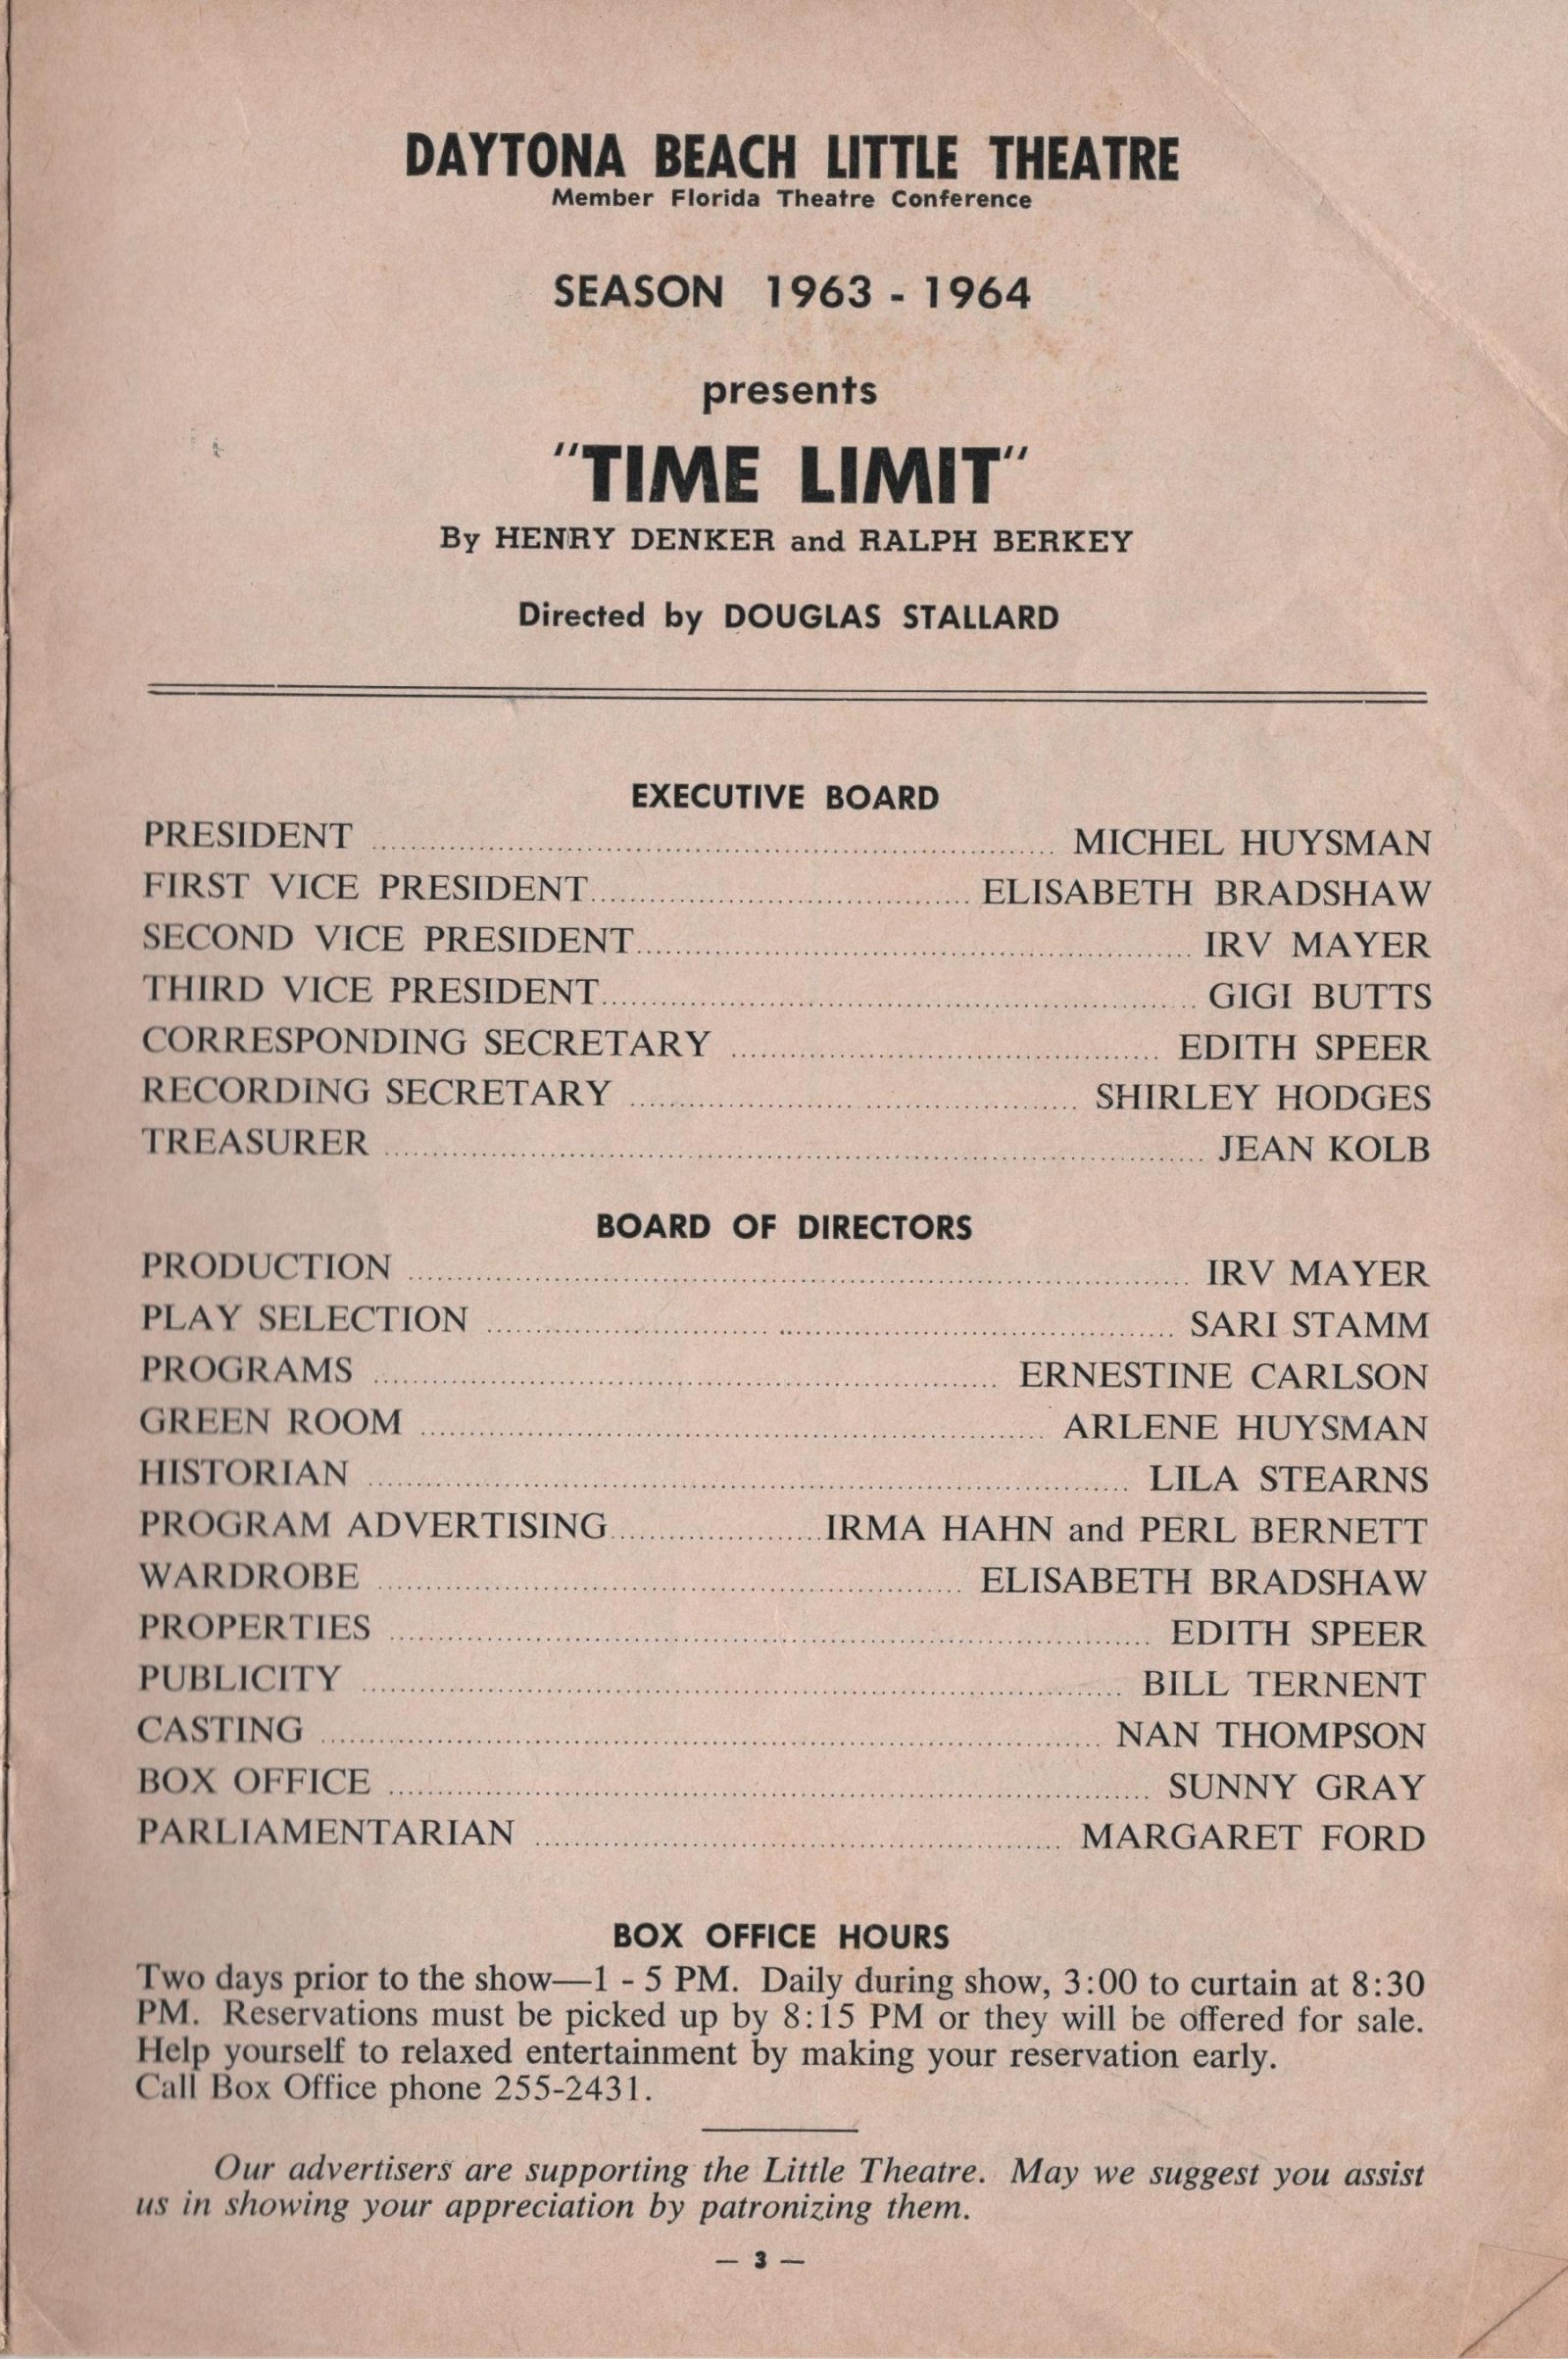 DAYTONA BEACH LITTLE THEATRE
Member Florida Theatre Conference
SEASON 1963 - 1964
presents
"TIME LIMIT"
By HENRY DENKER and RALPH BERKEY
Directed by DOUGLAS STALLARD
EXECUTIVE BOARD
PRESIDENT ........ MICHEL HUYSMAN
FIRST VICE PRESIDENT........ ELISABETH BRADSHAW
SECOND VICE PRESIDENT........ IRV MAYER
THIRD VICE PRESIDENT........ GIGI BUTTS
CORRESPONDING SECRETARY ........ EDITH SPEER
RECORDING SECRETARY ........ SHIRLEY HODGES
TREASURER ........ JEAN KOLB
BOARD OF DIRECTORS
PRODUCTION ........ IRV MAYER
PLAY SELECTION ........ SARI STAMM
PROGRAMS ........ ERNESTINE CARLSON
GREEN ROOM ........ ARLENE HUYSMAN
HISTORIAN ........ LILA STEARNS
PROGRAM ADVERTISING........IRMA HAHN and PERL BERNETT
WARDROBE ........ ELISABETH BRADSHAW
PROPERTIES ........ EDITH SPEER
PUBLICITY ........ BILL TERNENT
CASTING ........ NAN THOMPSON
BOX OFFICE ........ SUNNY GRAY
PARLIAMENTARIAN ........ MARGARET FORD
BOX OFFICE HOURS
Two days prior to the show—1 - 5 PM. Daily during show, 3:00 to curtain at 8:30
PM. Reservations must be picked up by 8:15 PM or they will be offered for sale.
Help yourself to relaxed entertainment by making your reservation early.
Call Box Office phone 255-2431.
Our advertisers are supporting the Little Theatre. May we suggest you assist
us in showing your appreciation by patronizing them.
— 3 —